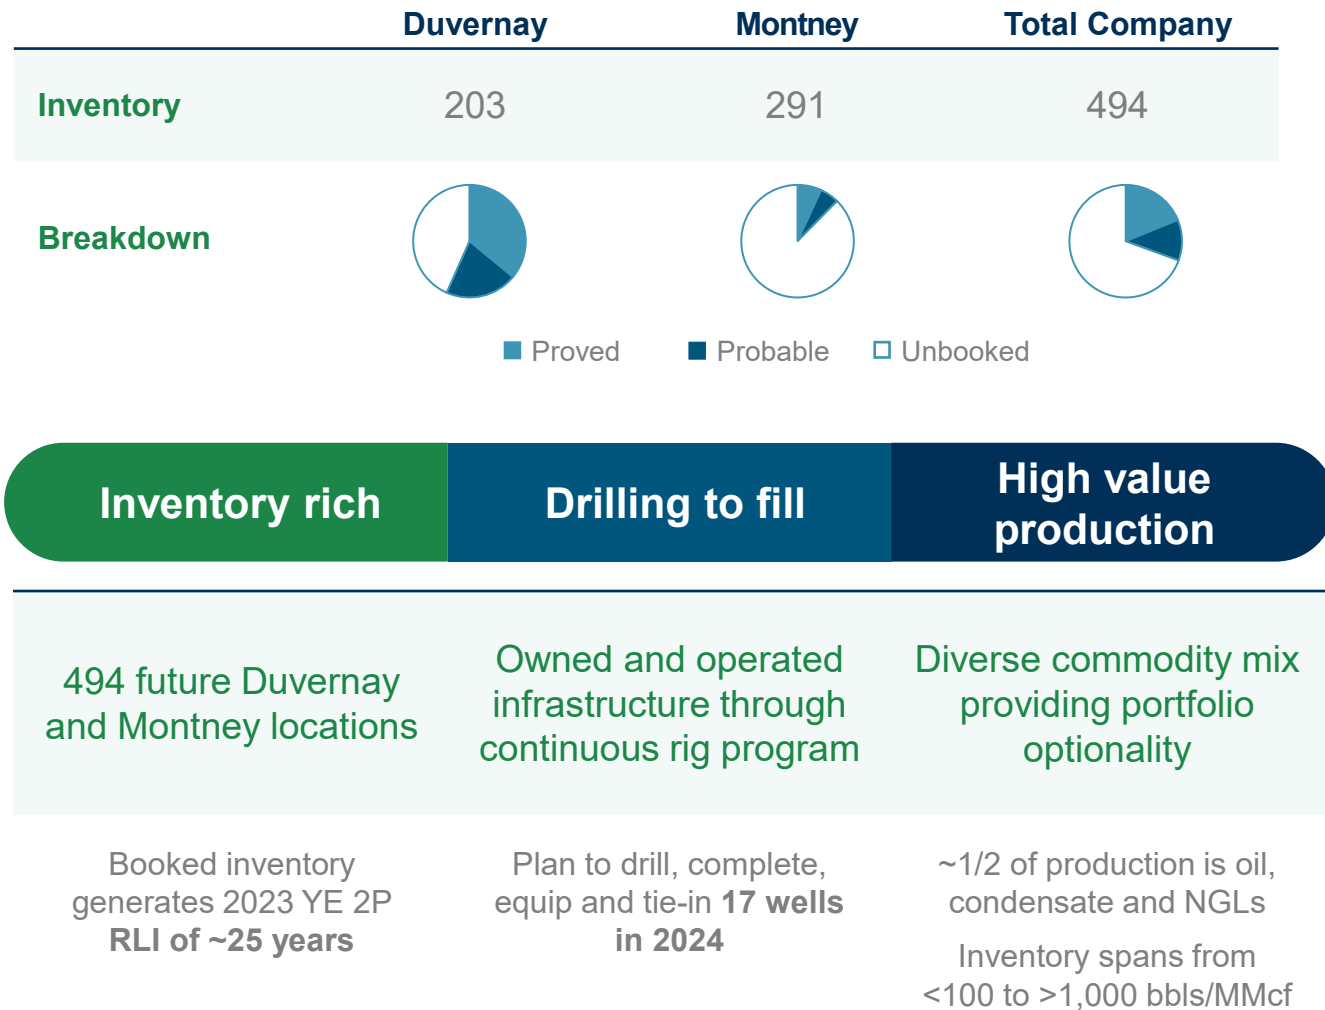 Duvernay Montney Total Company
Inventory 203 291 494
Breakdown
Proved Probable Unbooked
Inventory rich
Drilling to fill
High value
production
494 future Duvernay
and Montney locations
Owned and operated
infrastructure through
continuous rig program
Diverse commodity mix
providing portfolio
optionality
Booked inventory
generates 2023 YE 2P
RLI of ~25 years
Plan to drill, complete,
equip and tie-in 17 wells
in 2024
~1/2 of production is oil,
condensate and NGLs
Inventory spans from
<100 to >1,000 bbls/MMcf